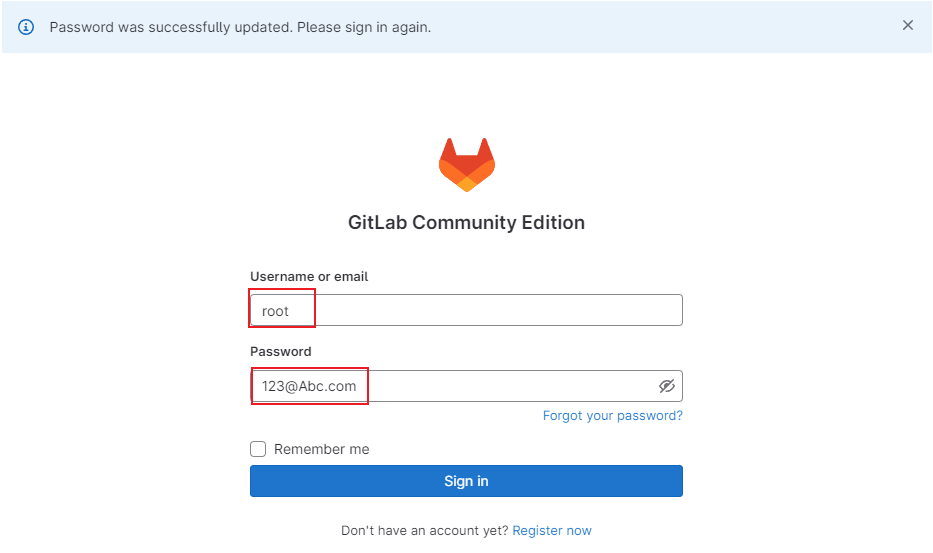 Password was successfully updated. Please sign in again.
GitLab Community Edition
Username or email
root
Password
123@Abc.com
Forgot your password?
Remember me
Sign in
Don't have an account yet? Register now